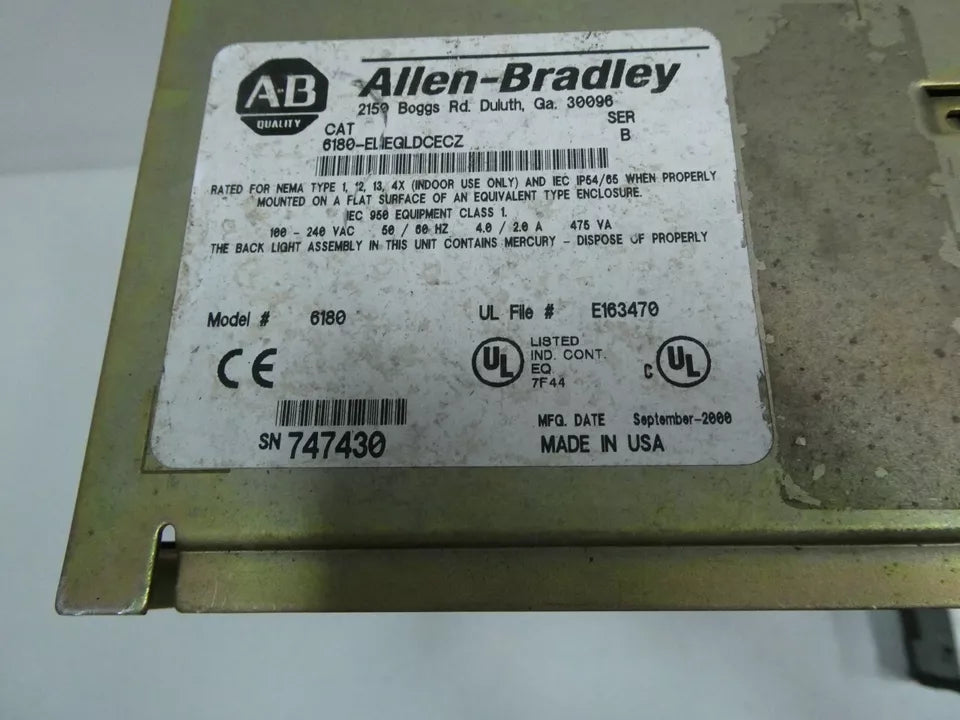 A-B
QUALITY
Allen-Bradley
2150 Boggs Rd. Duluth, Ga. 30096
CAT SER
B
RATED FOR NEMA TYPE 1, 12, 13, 4X (INDOOR USE ONLY) AND IEC IP54/65 WHEN PROPERLY
MOUNTED ON A FLAT SURFACE OF AN EQUIVALENT TYPE ENCLOSURE.
IEC 950 EQUIPMENT CLASS 1.
100 - 240 VAC 50 / 60 HZ 4.0 / 2.0 A 475 VA
THE BACK LIGHT ASSEMBLY IN THIS UNIT CONTAINS MERCURY - DISPOSE OF PROPERLY
Model # 6180 UL File # E163470
CE
UL
LISTED
IND. CONT.
EQ.
7F44
C UL
MFG. DATE September-2000
SN 747430
MADE IN USA